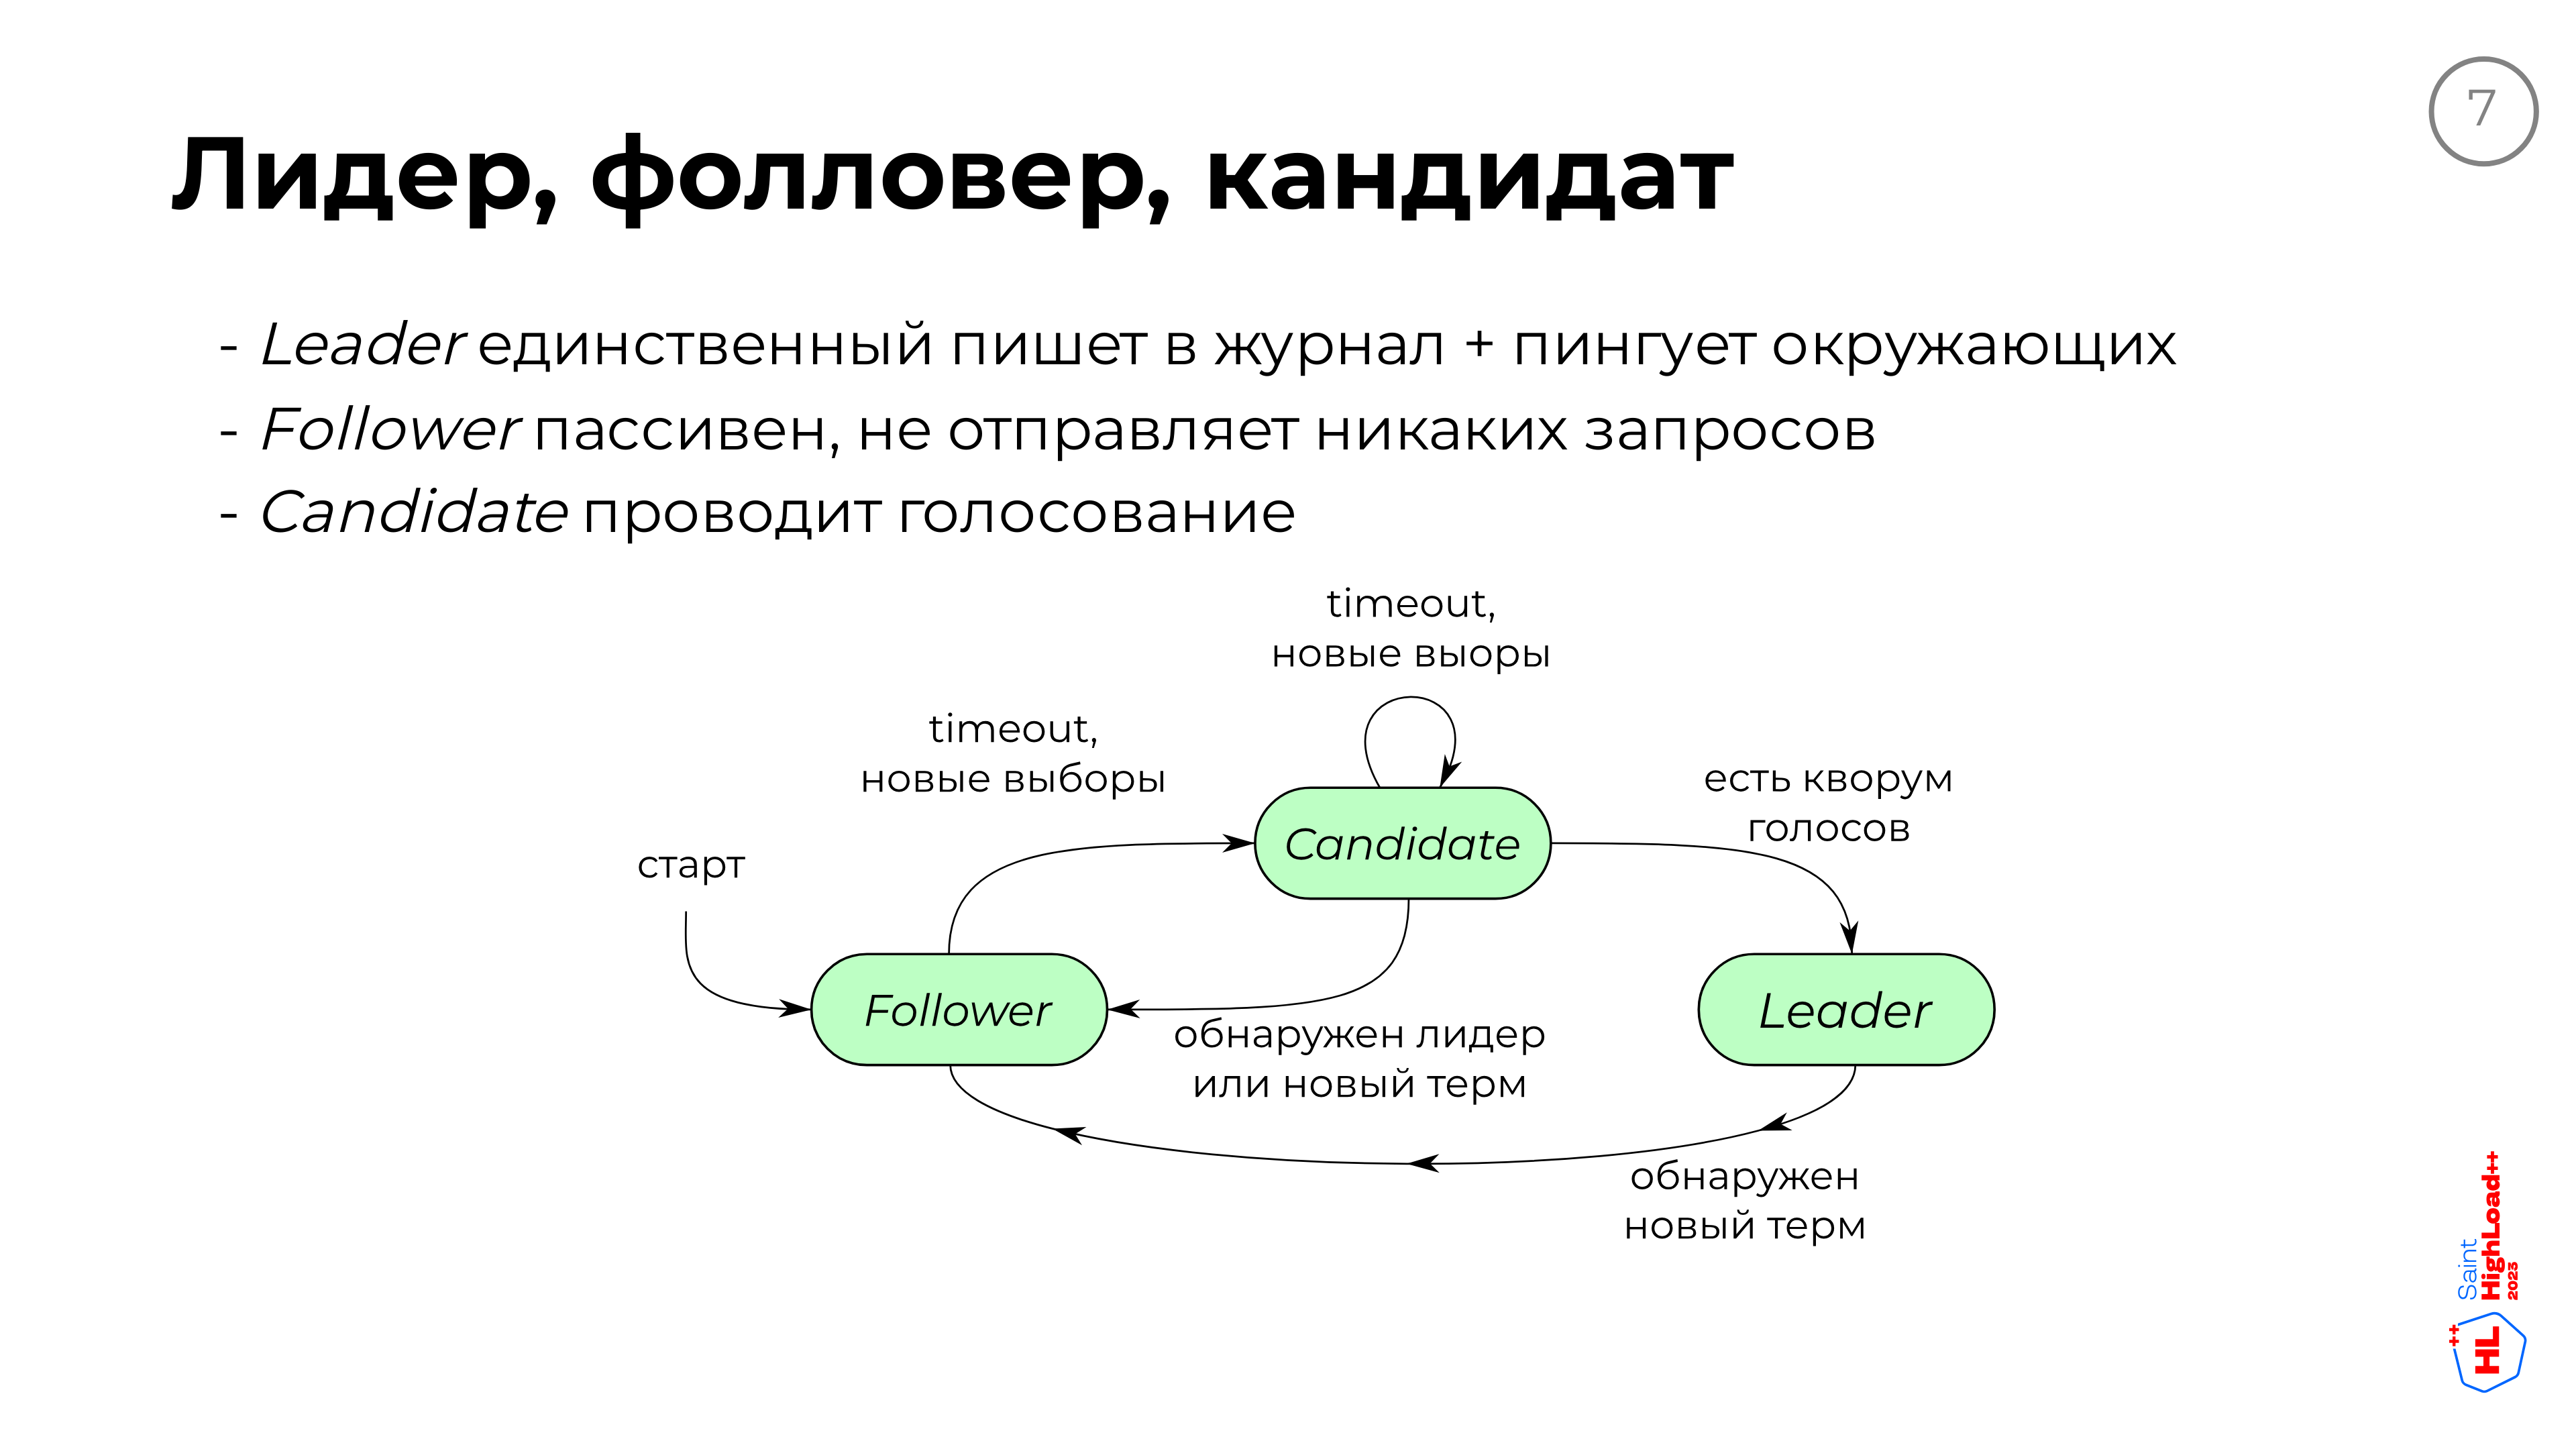 7
Лидер, фолловер, кандидат
- Leader единственный пишет в журнал + пингует окружающих
- Follower пассивен, не отправляет никаких запросов
- Candidate проводит голосование
timeout,
новые выоры
timeout,
новые выборы
есть кворум
голосов
старт
Candidate
Follower
Leader
обнаружен лидер
или новый терм
обнаружен
новый терм
Saint
HighLoad++
2023
HL++